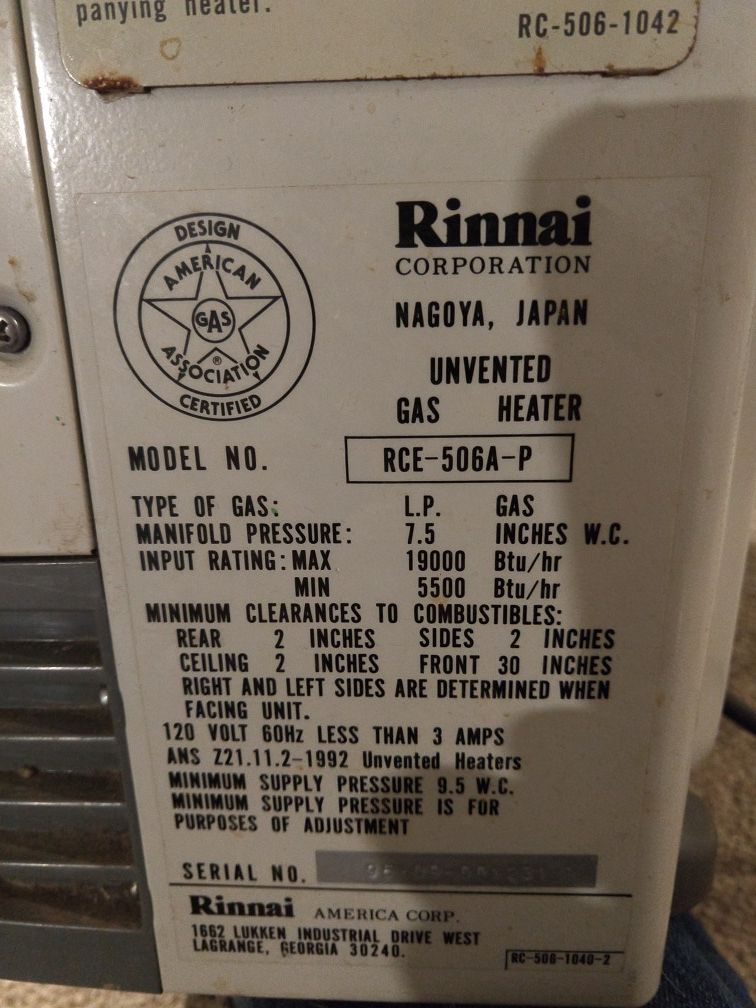 panying heater.
RC-506-1042
DESIGN
AMERICAN
GAS
®
ASSOCIATION
CERTIFIED
Rinnai
CORPORATION
NAGOYA, JAPAN
UNVENTED
GAS HEATER
MODEL NO. RCE-506A-P
TYPE OF GAS: L.P. GAS
MANIFOLD PRESSURE: 7.5 INCHES W.C.
INPUT RATING: MAX 19000 Btu/hr
MIN 5500 Btu/hr
MINIMUM CLEARANCES TO COMBUSTIBLES:
REAR 2 INCHES SIDES 2 INCHES
CEILING 2 INCHES FRONT 30 INCHES
RIGHT AND LEFT SIDES ARE DETERMINED WHEN
FACING UNIT.
120 VOLT 60Hz LESS THAN 3 AMPS
ANS Z21.11.2-1992 Unvented Heaters
MINIMUM SUPPLY PRESSURE 9.5 W.C.
MINIMUM SUPPLY PRESSURE IS FOR
PURPOSES OF ADJUSTMENT
SERIAL NO.
Rinnai AMERICA CORP.
1662 LUKKEN INDUSTRIAL DRIVE WEST
LAGRANGE, GEORGIA 30240.
RC-506-1040-2